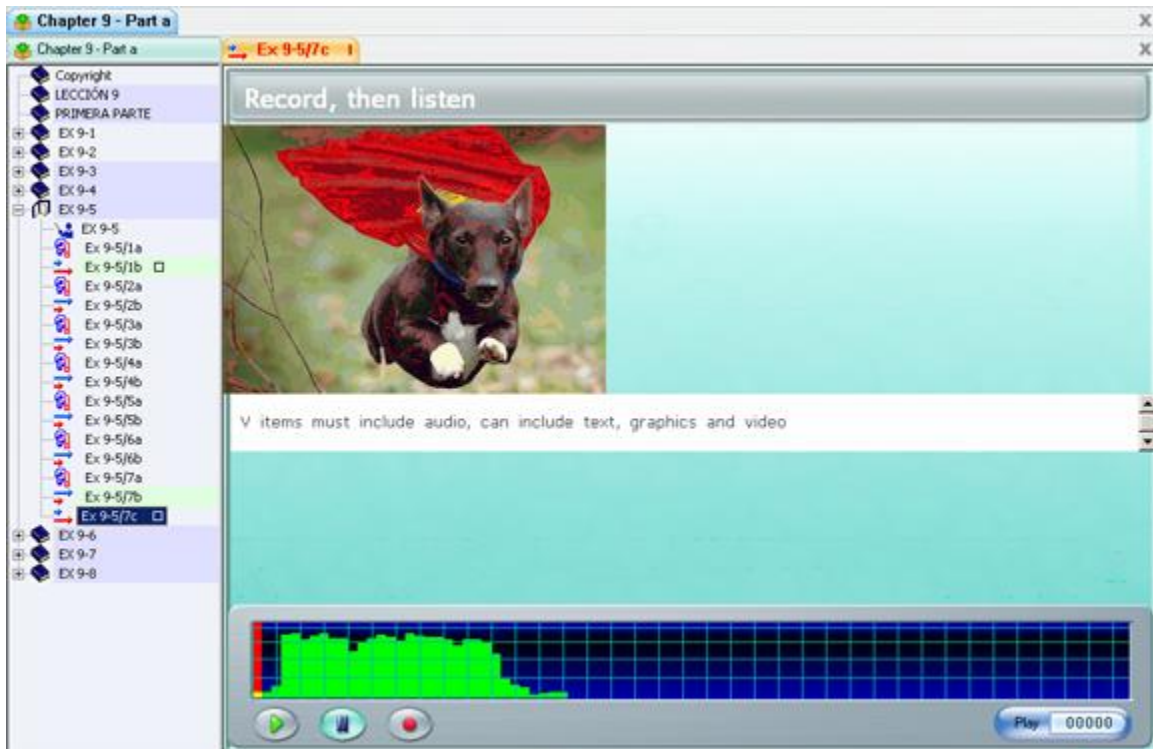 Chapter 9 - Part a
Chapter 9 - Part a
Ex 9-5/7c
Copyright
LECCIÓN 9
PRIMERA PARTE
EX 9-1
EX 9-2
EX 9-3
EX 9-4
EX 9-5
EX 9-5
Ex 9-5/1a
Ex 9-5/1b
Ex 9-5/2a
Ex 9-5/2b
Ex 9-5/3a
Ex 9-5/3b
Ex 9-5/4a
Ex 9-5/4b
Ex 9-5/5a
Ex 9-5/5b
Ex 9-5/6a
Ex 9-5/6b
Ex 9-5/7a
Ex 9-5/7b
Ex 9-5/7c
EX 9-6
EX 9-7
EX 9-8
Record, then listen
V items must include audio, can include text, graphics and video
Play 00000